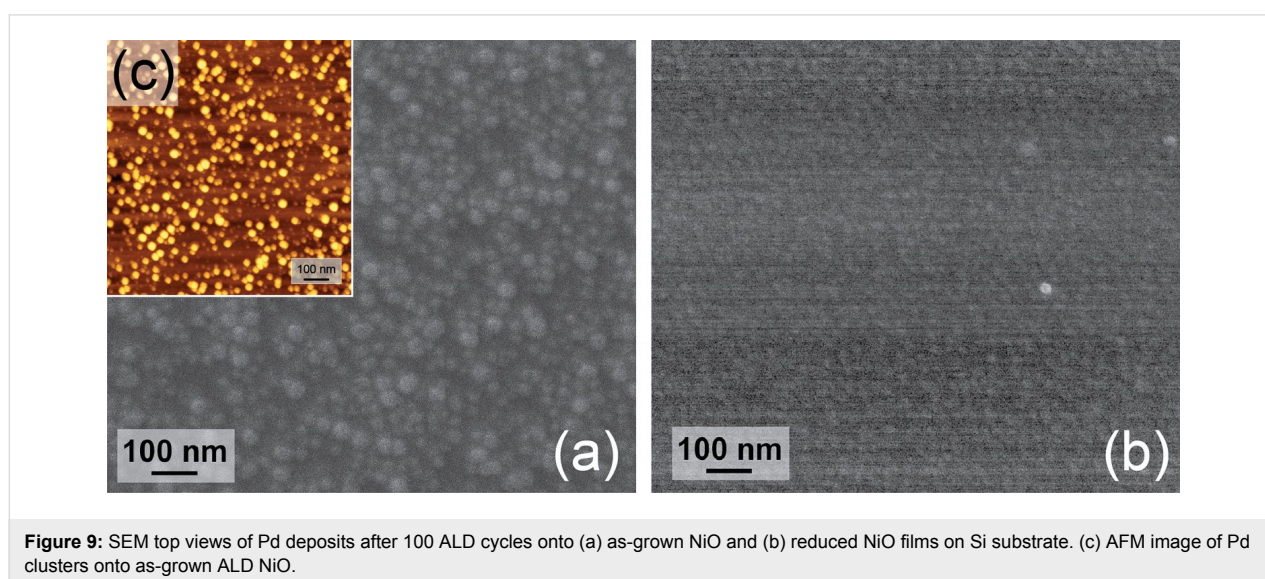 (c)
100 nm
100 nm
(a)
100 nm
(b)
Figure 9: SEM top views of Pd deposits after 100 ALD cycles onto (a) as-grown NiO and (b) reduced NiO films on Si substrate. (c) AFM image of Pd
clusters onto as-grown ALD NiO.